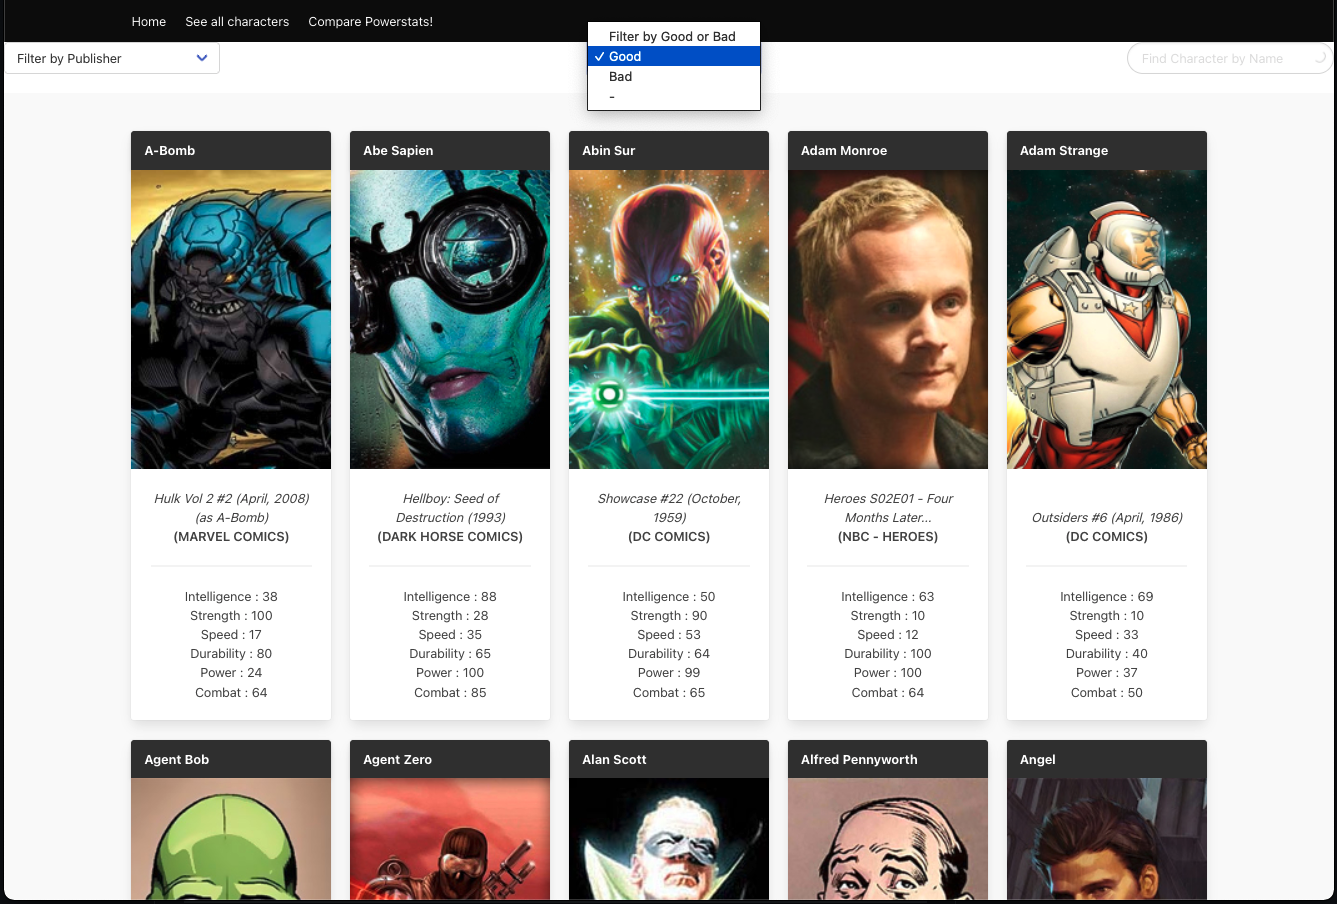 Home See all characters Compare Powerstats!
Filter by Publisher
Filter by Good or Bad
✓ Good
Bad
-
Find Character by Name
A-Bomb
Hulk Vol 2 #2 (April, 2008)
(as A-Bomb)
(MARVEL COMICS)
Intelligence : 38
Strength : 100
Speed : 17
Durability : 80
Power : 24
Combat : 64
Abe Sapien
Hellboy: Seed of
Destruction (1993)
(DARK HORSE COMICS)
Intelligence : 88
Strength : 28
Speed : 35
Durability : 65
Power : 100
Combat : 85
Abin Sur
Showcase #22 (October,
1959)
(DC COMICS)
Intelligence : 50
Strength : 90
Speed : 53
Durability : 64
Power : 99
Combat : 65
Adam Monroe
Heroes S02E01 - Four
Months Later...
(NBC - HEROES)
Intelligence : 63
Strength : 10
Speed : 12
Durability : 100
Power : 100
Combat : 64
Adam Strange
Outsiders #6 (April, 1986)
(DC COMICS)
Intelligence : 69
Strength : 10
Speed : 33
Durability : 40
Power : 37
Combat : 50
Agent Bob
Agent Zero
Alan Scott
Alfred Pennyworth
Angel